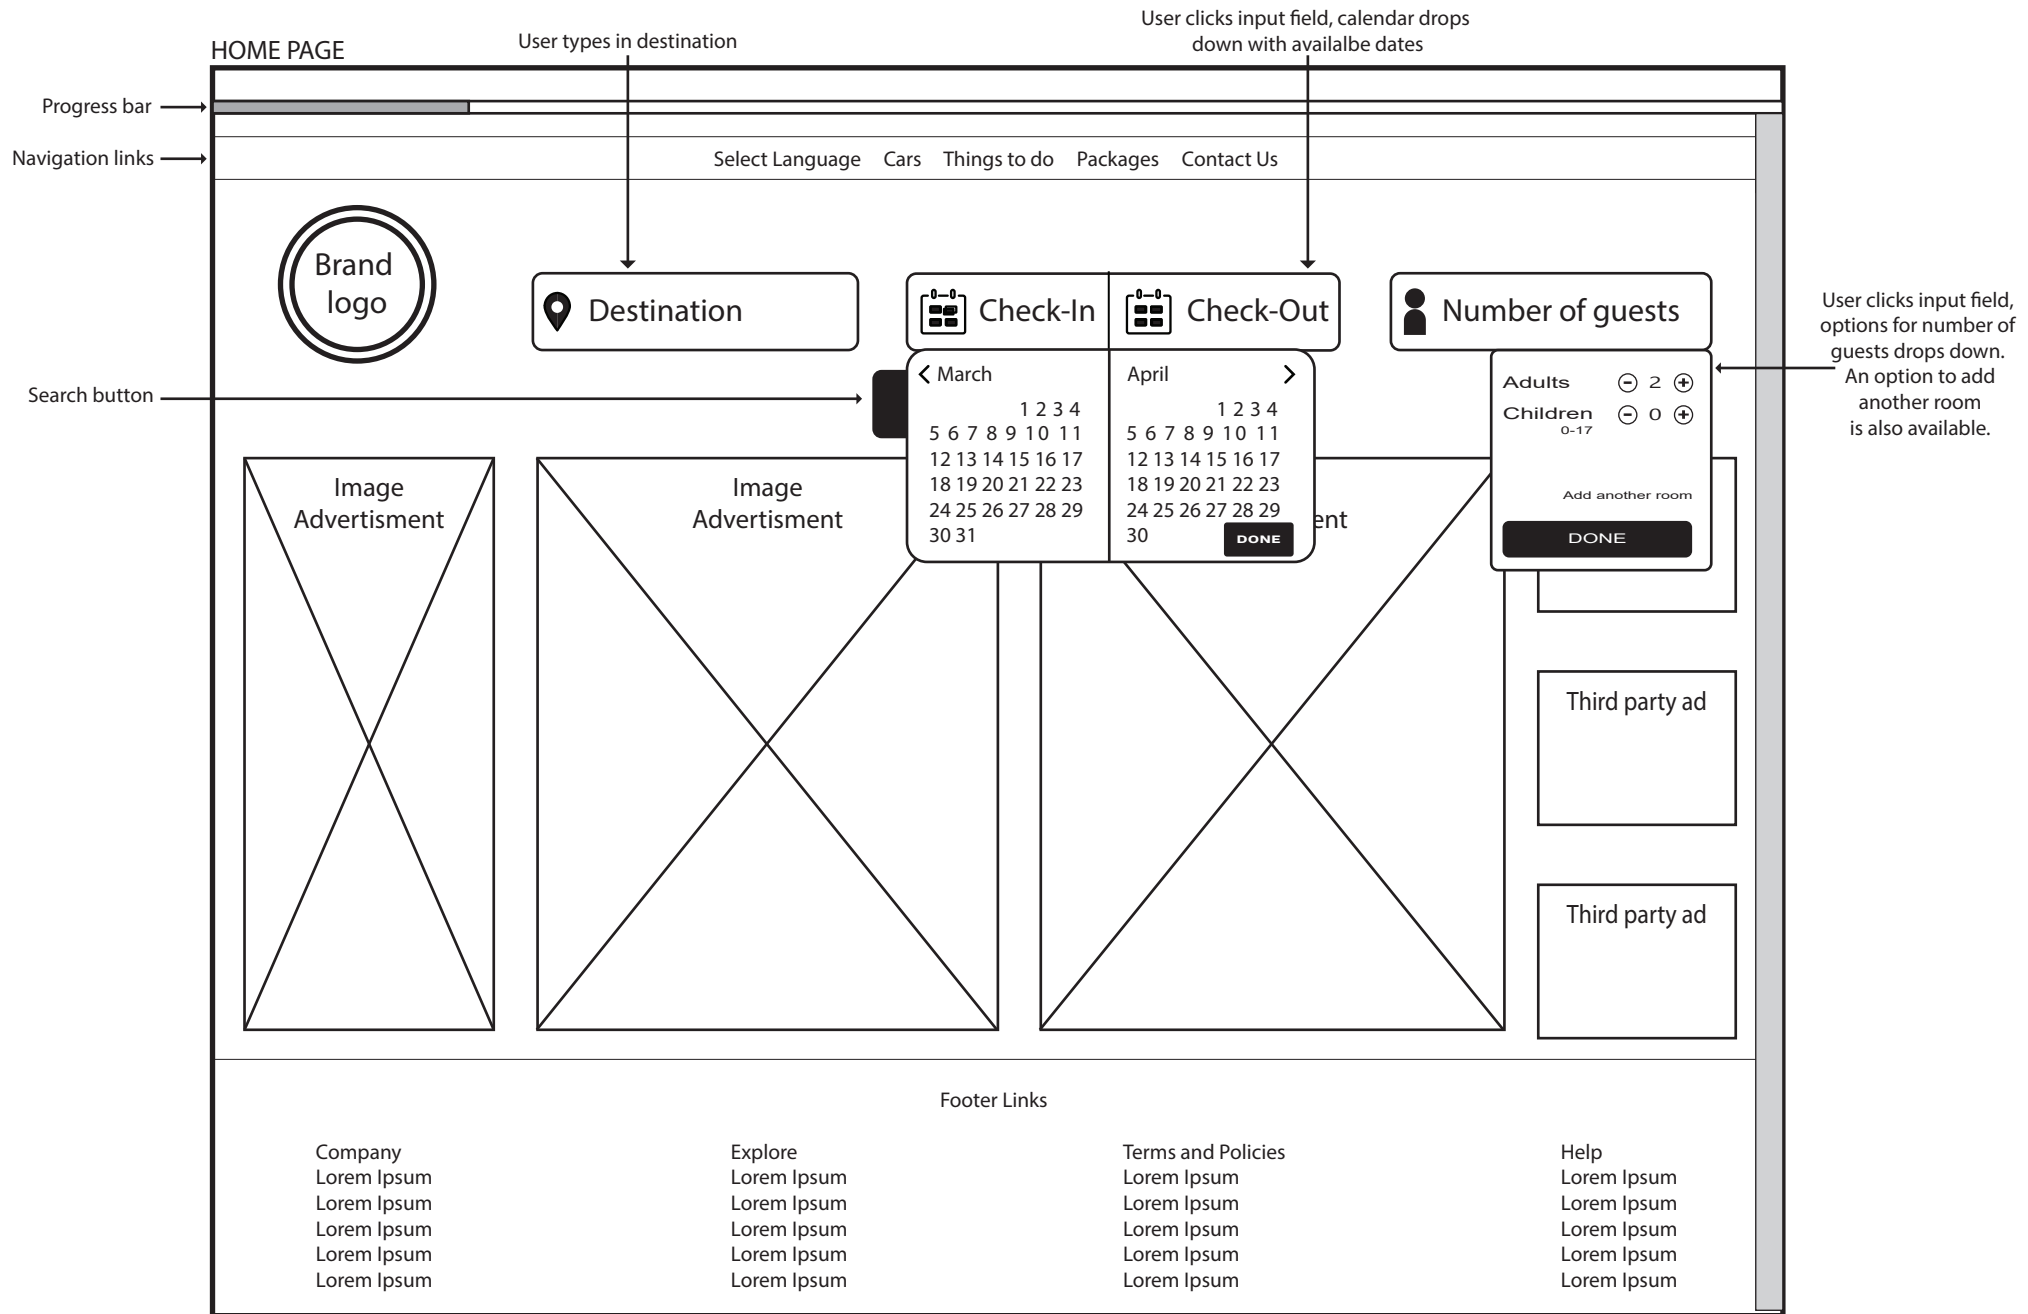 User clicks input field, calendar drops
down with availalbe dates
User types in destination
HOME PAGE
Progress bar
Navigation links
Select Language Cars Things to do Packages Contact Us
Brand
logo
Destination
Check-In
Check-Out
Number of guests
User clicks input field,
options for number of
guests drops down.
An option to add
another room
is also available.
Search button
March
1 2 3 4
5 6 7 8 9 10 11
12 13 14 15 16 17
18 19 20 21 22 23
24 25 26 27 28 29
30 31
April
1 2 3 4
5 6 7 8 9 10 11
12 13 14 15 16 17
18 19 20 21 22 23
24 25 26 27 28 29
30
DONE
Adults - 2 +
Children - 0 +
0-17
Add another room
DONE
Image
Advertisment
Image
Advertisment
ent
Third party ad
Third party ad
Footer Links
Company
Lorem Ipsum
Lorem Ipsum
Lorem Ipsum
Lorem Ipsum
Lorem Ipsum
Explore
Lorem Ipsum
Lorem Ipsum
Lorem Ipsum
Lorem Ipsum
Lorem Ipsum
Terms and Policies
Lorem Ipsum
Lorem Ipsum
Lorem Ipsum
Lorem Ipsum
Lorem Ipsum
Help
Lorem Ipsum
Lorem Ipsum
Lorem Ipsum
Lorem Ipsum
Lorem Ipsum